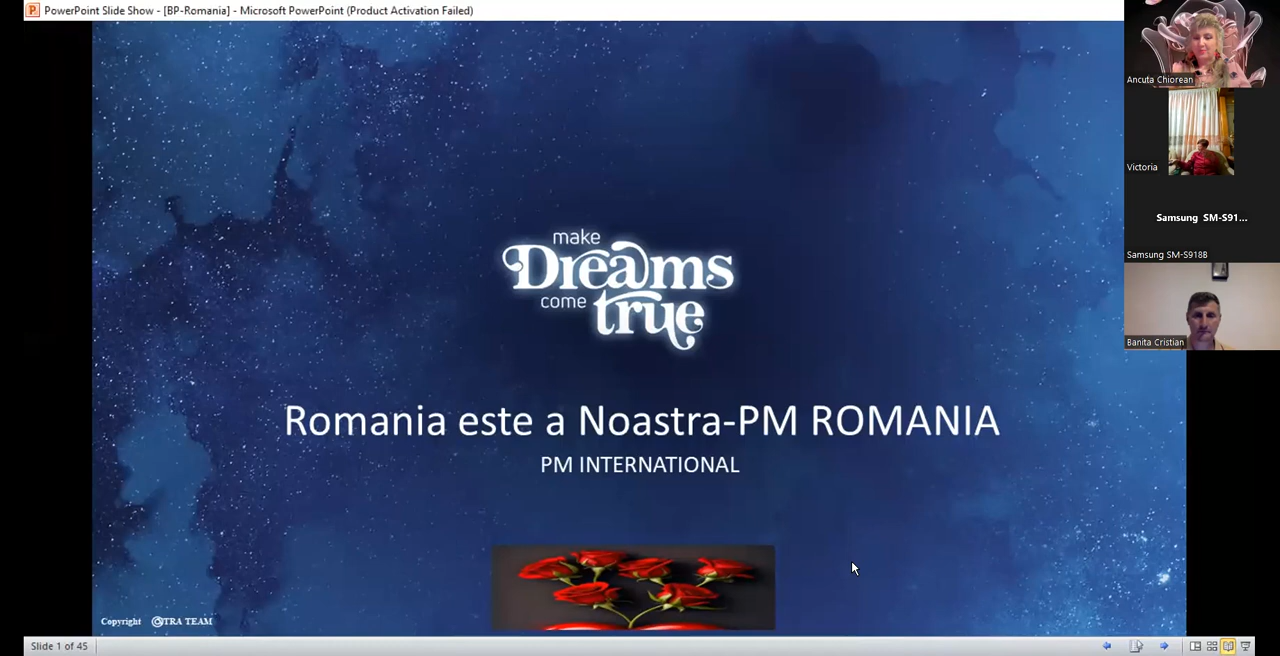 PowerPoint Slide Show - [BP-Romania] - Microsoft PowerPoint (Product Activation Failed)
make
Dreams
come
true
Romania este a Noastra-PM ROMANIA
PM INTERNATIONAL
Copyright ©TRA TEAM
Slide 1 of 45
Ancuta Chiorean
Victoria
Samsung SM-S91...
Samsung SM-S918B
Banita Cristian